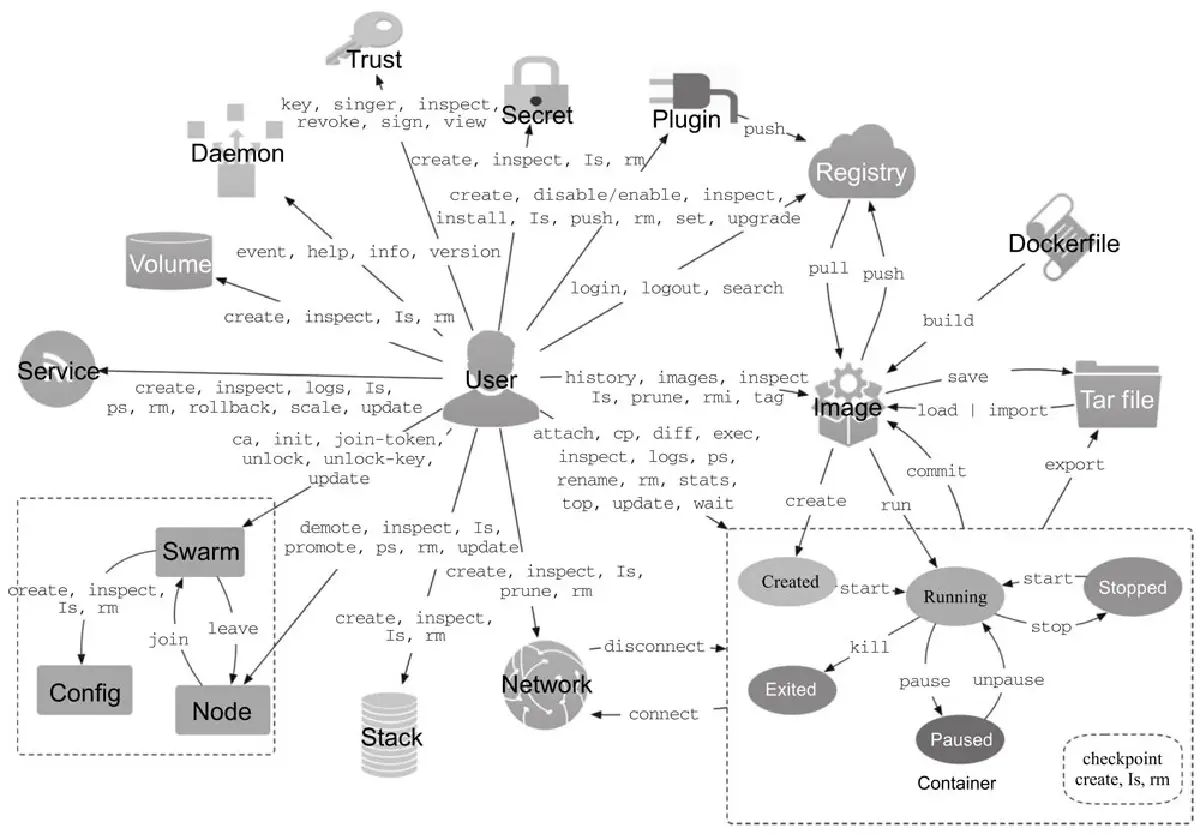 Trust
key, singer, inspect,
revoke, sign, view
Secret
create, inspect, Is, rm
Plugin
push
Daemon
Registry
create, disable/enable, inspect,
install, Is, push, rm, set, upgrade
Dockerfile
Volume
event, help, info, version
pull
push
login, logout, search
create, inspect, Is, rm
build
Service
User
create, inspect, logs, Is,
ps, rm, rollback, scale, update
history, images, inspect
Is, prune, rmi, tag
Image
save
load | import
Tar file
ca, init, join-token,
unlock, unlock-key,
update
attach, cp, diff, exec,
inspect, logs, ps,
rename, rm, stats,
top, update, wait
create
run
commit
export
demote, inspect, Is,
promote, ps, rm, update
Swarm
create, inspect,
Is, rm
join
leave
Config
Node
create, inspect, Is,
prune, rm
create, inspect,
Is, rm
Stack
Network
disconnect
connect
Created
start
Running
start
Stopped
stop
kill
Exited
pause
unpause
Paused
Container
checkpoint
create, Is, rm